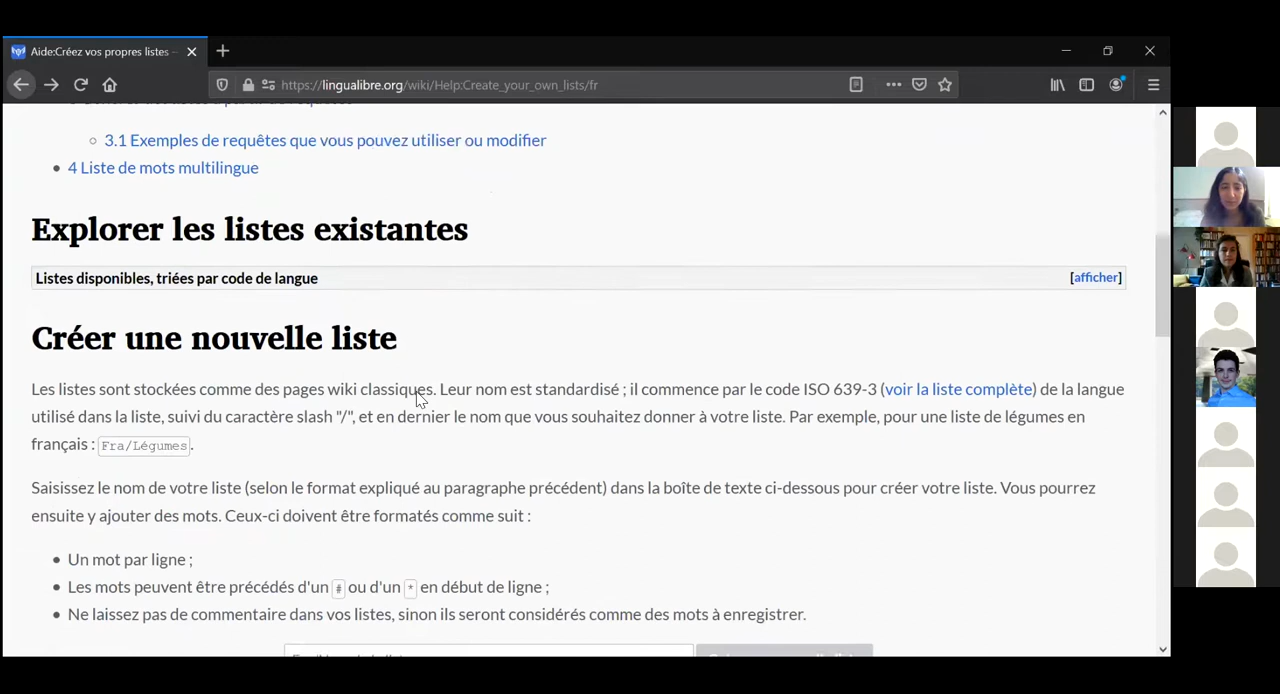 Aide:Créez vos propres listes –
https://lingualibre.org/wiki/Help:Create_your_own_lists/fr
3.1 Exemples de requêtes que vous pouvez utiliser ou modifier
4 Liste de mots multilingue
Explorer les listes existantes
Listes disponibles, triées par code de langue [afficher]
Créer une nouvelle liste
Les listes sont stockées comme des pages wiki classiques. Leur nom est standardisé ; il commence par le code ISO 639-3 (voir la liste complète) de la langue
utilisé dans la liste, suivi du caractère slash "/", et en dernier le nom que vous souhaitez donner à votre liste. Par exemple, pour une liste de légumes en
français : Fra/Légumes.
Saisissez le nom de votre liste (selon le format expliqué au paragraphe précédent) dans la boîte de texte ci-dessous pour créer votre liste. Vous pourrez
ensuite y ajouter des mots. Ceux-ci doivent être formatés comme suit :
Un mot par ligne ;
Les mots peuvent être précédés d'un # ou d'un * en début de ligne ;
Ne laissez pas de commentaire dans vos listes, sinon ils seront considérés comme des mots à enregistrer.